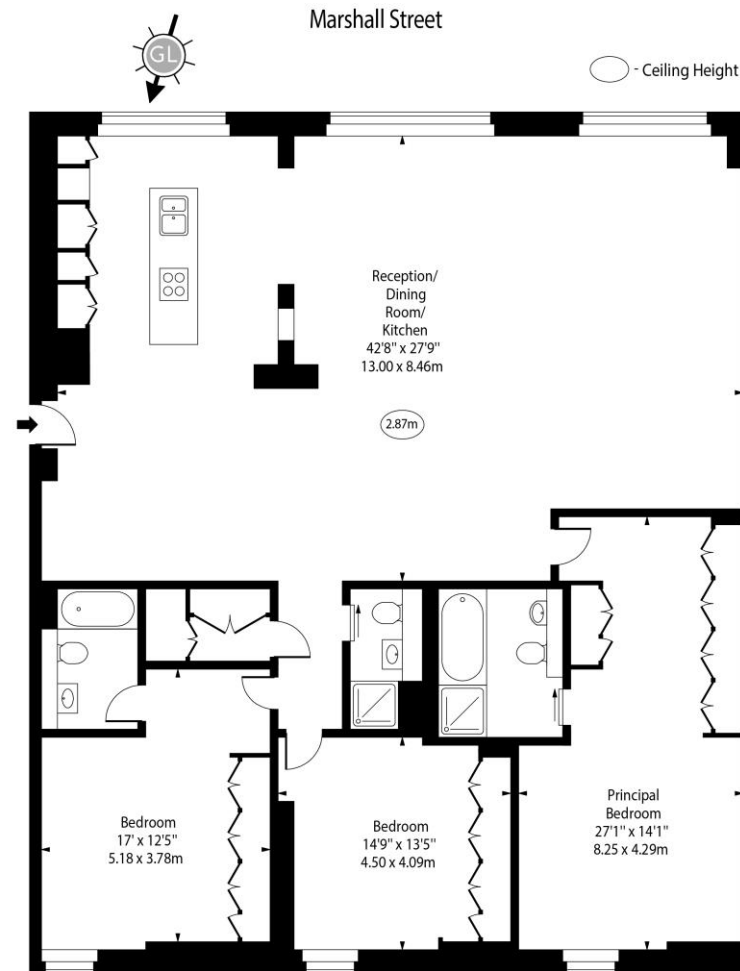 Marshall Street
GL
- Ceiling Height
Reception/
Dining
Room/
Kitchen
42'8" x 27'9"
13.00 x 8.46m
2.87m
Bedroom
17' x 12'5"
5.18 x 3.78m
Bedroom
14'9" x 13'5"
4.50 x 4.09m
Principal
Bedroom
27'1" x 14'1"
8.25 x 4.29m